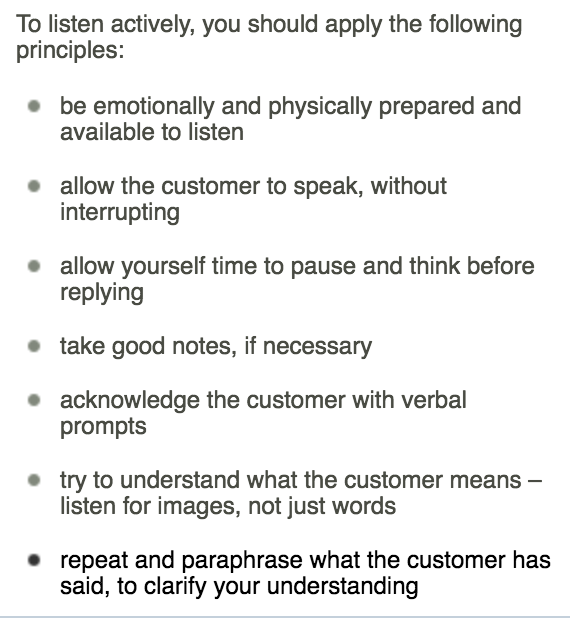 To listen actively, you should apply the following
principles:
be emotionally and physically prepared and
available to listen
allow the customer to speak, without
interrupting
allow yourself time to pause and think before
replying
take good notes, if necessary
acknowledge the customer with verbal
prompts
try to understand what the customer means –
listen for images, not just words
repeat and paraphrase what the customer has
said, to clarify your understanding